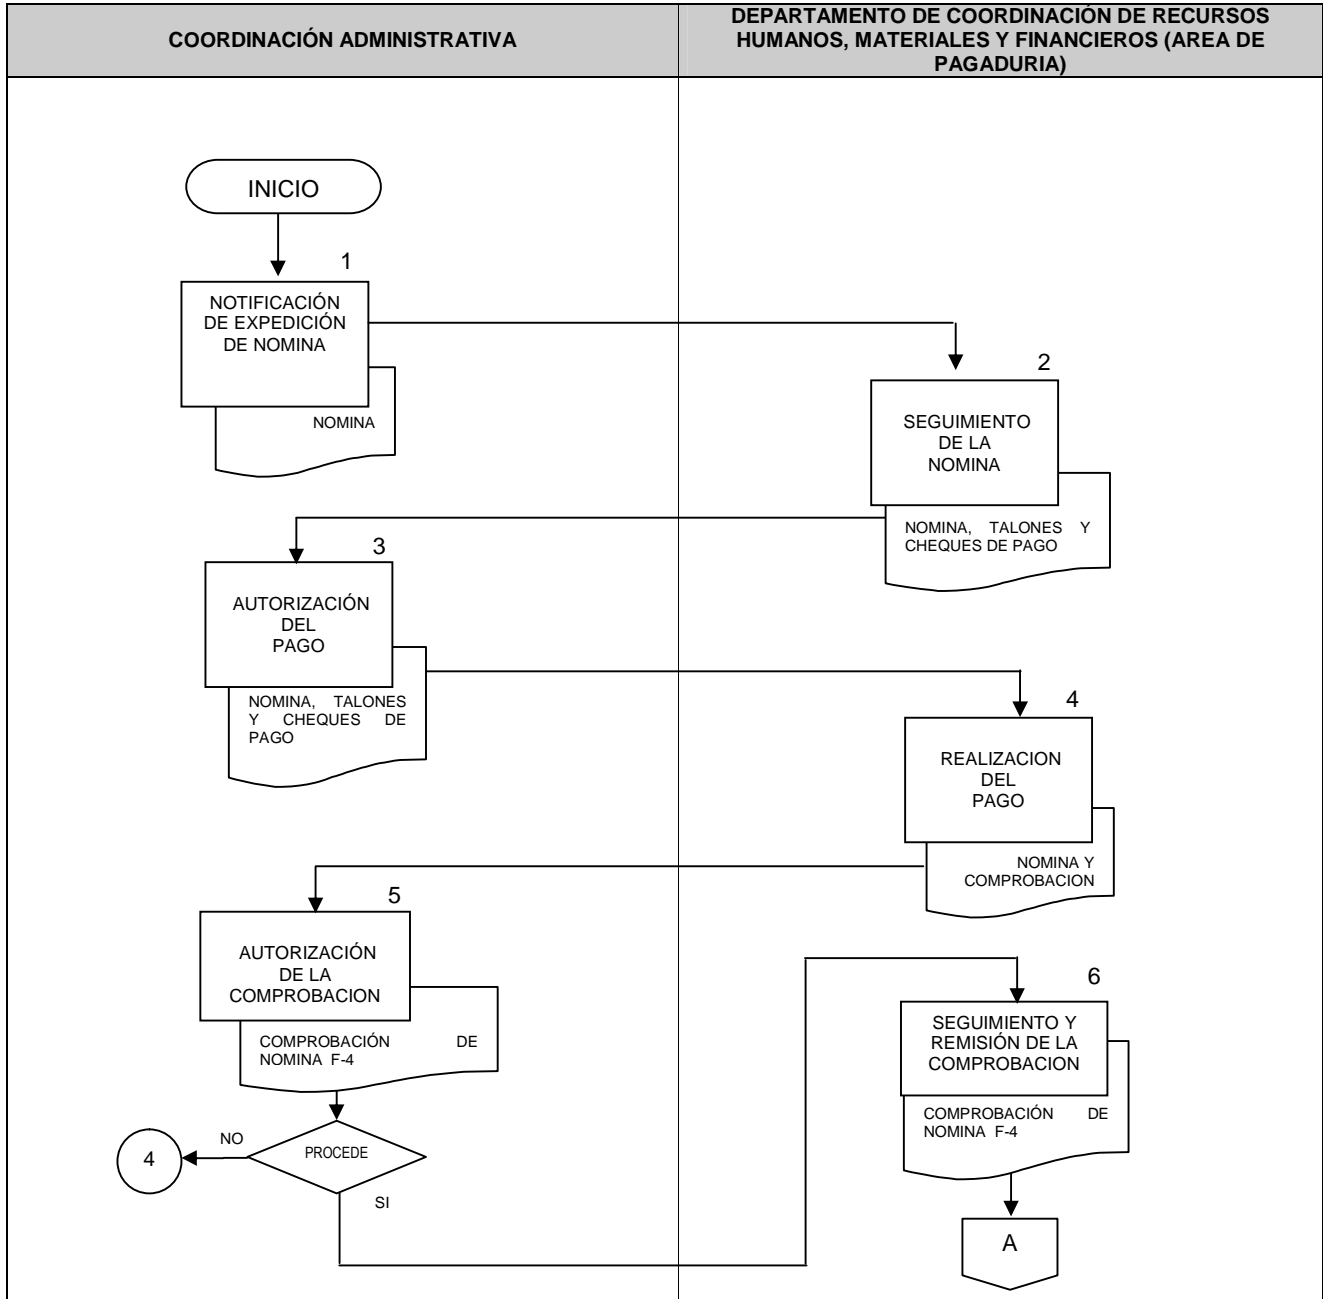 COORDINACIÓN ADMINISTRATIVA
DEPARTAMENTO DE COORDINACIÓN DE RECURSOS
HUMANOS, MATERIALES Y FINANCIEROS (AREA DE
PAGADURIA)
INICIO
1
NOTIFICACIÓN
DE EXPEDICIÓN
DE NOMINA
NOMINA
2
SEGUIMIENTO
DE LA
NOMINA
NOMINA, TALONES Y
CHEQUES DE PAGO
3
AUTORIZACIÓN
DEL
PAGO
NOMINA, TALONES
Y CHEQUES DE
PAGO
4
REALIZACION
DEL
PAGO
NOMINA Y
COMPROBACION
5
AUTORIZACIÓN
DE LA
COMPROBACION
COMPROBACIÓN DE
NOMINA F-4
PROCEDE
NO
4
SI
6
SEGUIMIENTO Y
REMISIÓN DE LA
COMPROBACION
COMPROBACIÓN DE
NOMINA F-4
A